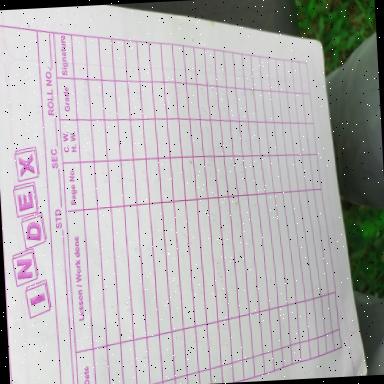 INDEX
STD SEC ROLL NO.
Date Lesson / Work done Page No. C. W. H. W. Grade Signature